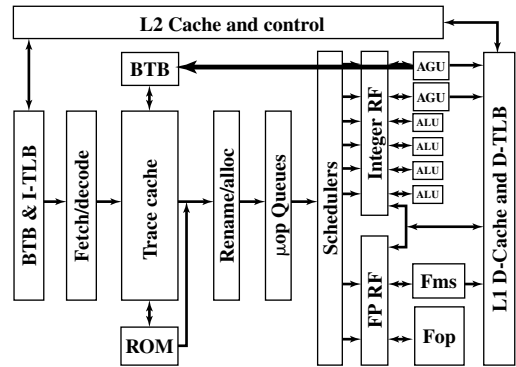 L2 Cache and control
BTB
AGU
AGU
ALU
ALU
ALU
ALU
BTB & I-TLB
Fetch/decode
Trace cache
Rename/alloc
µop Queues
Schedulers
Integer RF
FP RF
L1 D-Cache and D-TLB
ROM
Fms
Fop